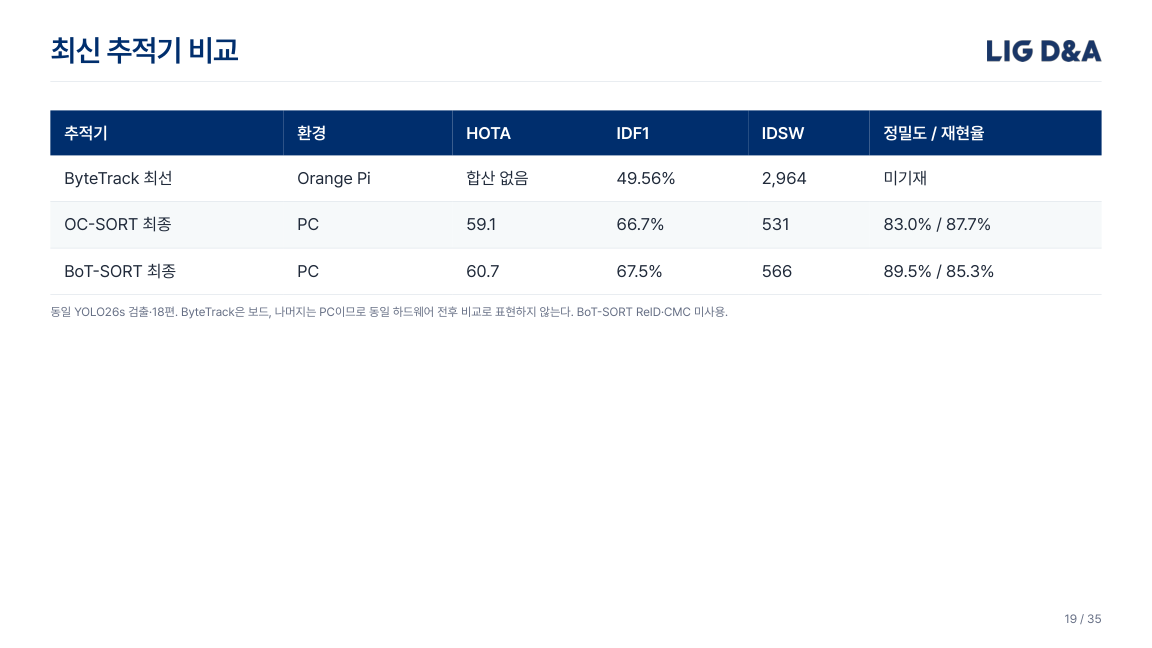 최신 추적기 비교
LIG D&A
추적기 환경 HOTA IDF1 IDSW 정밀도 / 재현율
ByteTrack 최선 Orange Pi 합산 없음 49.56% 2,964 미기재
OC-SORT 최종 PC 59.1 66.7% 531 83.0% / 87.7%
BoT-SORT 최종 PC 60.7 67.5% 566 89.5% / 85.3%
동일 YOLO26s 검출·18편. ByteTrack은 보드, 나머지는 PC이므로 동일 하드웨어 전후 비교로 표현하지 않는다. BoT-SORT ReID·CMC 미사용.
19 / 35